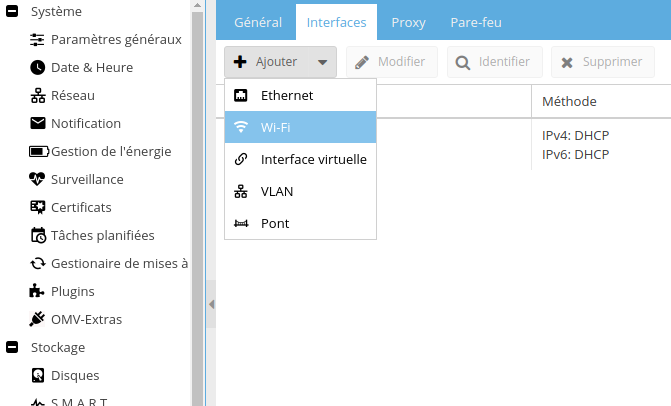 Système
Paramètres généraux
Date & Heure
Réseau
Notification
Gestion de l'énergie
Surveillance
Certificats
Tâches planifiées
Gestionaire de mises à
Plugins
OMV-Extras
Stockage
Disques
S.M.A.R.T.
Général Interfaces Proxy Pare-feu
Ajouter Modifier Identifier Supprimer
Ethernet
Wi-Fi
Interface virtuelle
VLAN
Pont
Méthode
IPv4: DHCP
IPv6: DHCP